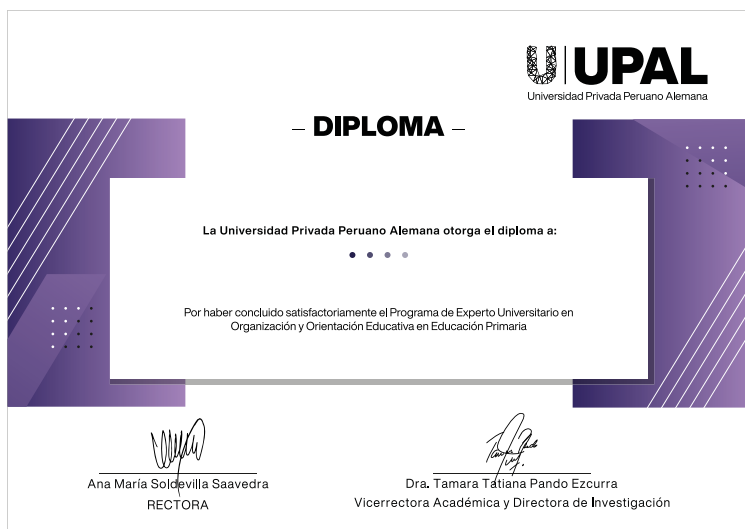 UPAL
Universidad Privada Peruano Alemana
– DIPLOMA –
La Universidad Privada Peruano Alemana otorga el diploma a:
Por haber concluido satisfactoriamente el Programa de Experto Universitario en
Organización y Orientación Educativa en Educación Primaria
Ana María Soldevilla Saavedra
RECTORA
Dra. Tamara Tatiana Pando Ezcurra
Vicerrectora Académica y Directora de Investigación